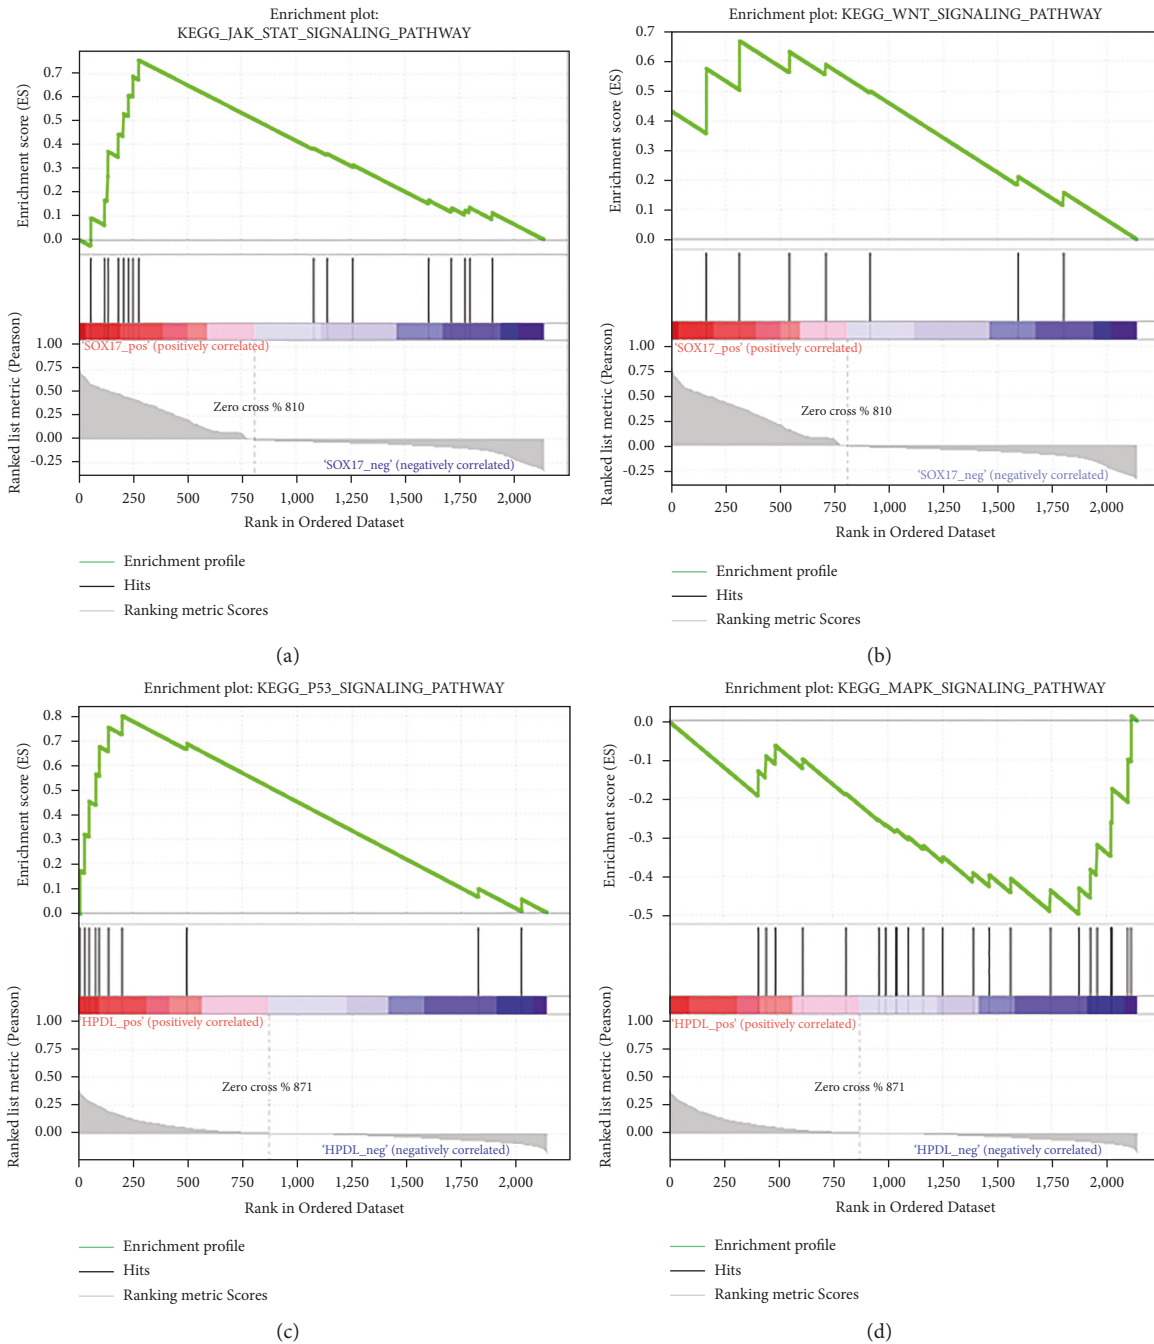 Enrichment plot:
KEGG_JAK_STAT_SIGNALING_PATHWAY
Enrichment score (ES)
0.7
0.6
0.5
0.4
0.3
0.2
0.1
0.0
Ranked list metric (Pearson)
1.00
0.75
0.50
0.25
0.00
-0.25
'SOX17_pos' (positively correlated)
Zero cross % 810
'SOX17_neg' (negatively correlated)
0 250 500 750 1,000 1,250 1,500 1,750 2,000
Rank in Ordered Dataset
Enrichment profile
Hits
Ranking metric Scores
(a)
Enrichment plot: KEGG_WNT_SIGNALING_PATHWAY
Enrichment score (ES)
0.7
0.6
0.5
0.4
0.3
0.2
0.1
0.0
Ranked list metric (Pearson)
1.00
0.75
0.50
0.25
0.00
-0.25
'SOX17_pos' (positively correlated)
Zero cross % 810
'SOX17_neg' (negatively correlated)
0 250 500 750 1,000 1,250 1,500 1,750 2,000
Rank in Ordered Dataset
Enrichment profile
Hits
Ranking metric Scores
(b)
Enrichment plot: KEGG_P53_SIGNALING_PATHWAY
Enrichment score (ES)
0.8
0.7
0.6
0.5
0.4
0.3
0.2
0.1
0.0
Ranked list metric (Pearson)
1.00
0.75
0.50
0.25
0.00
HPDL_pos' (positively correlated)
Zero cross % 871
'HPDL_neg' (negatively correlated)
0 250 500 750 1,000 1,250 1,500 1,750 2,000
Rank in Ordered Dataset
Enrichment profile
Hits
Ranking metric Scores
(c)
Enrichment plot: KEGG_MAPK_SIGNALING_PATHWAY
Enrichment score (ES)
0.0
-0.1
-0.2
-0.3
-0.4
-0.5
Ranked list metric (Pearson)
1.00
0.75
0.50
0.25
0.00
'HPDL_pos' (positively correlated)
Zero cross % 871
'HPDL_neg' (negatively correlated)
0 250 500 750 1,000 1,250 1,500 1,750 2,000
Rank in Ordered Dataset
Enrichment profile
Hits
Ranking metric Scores
(d)